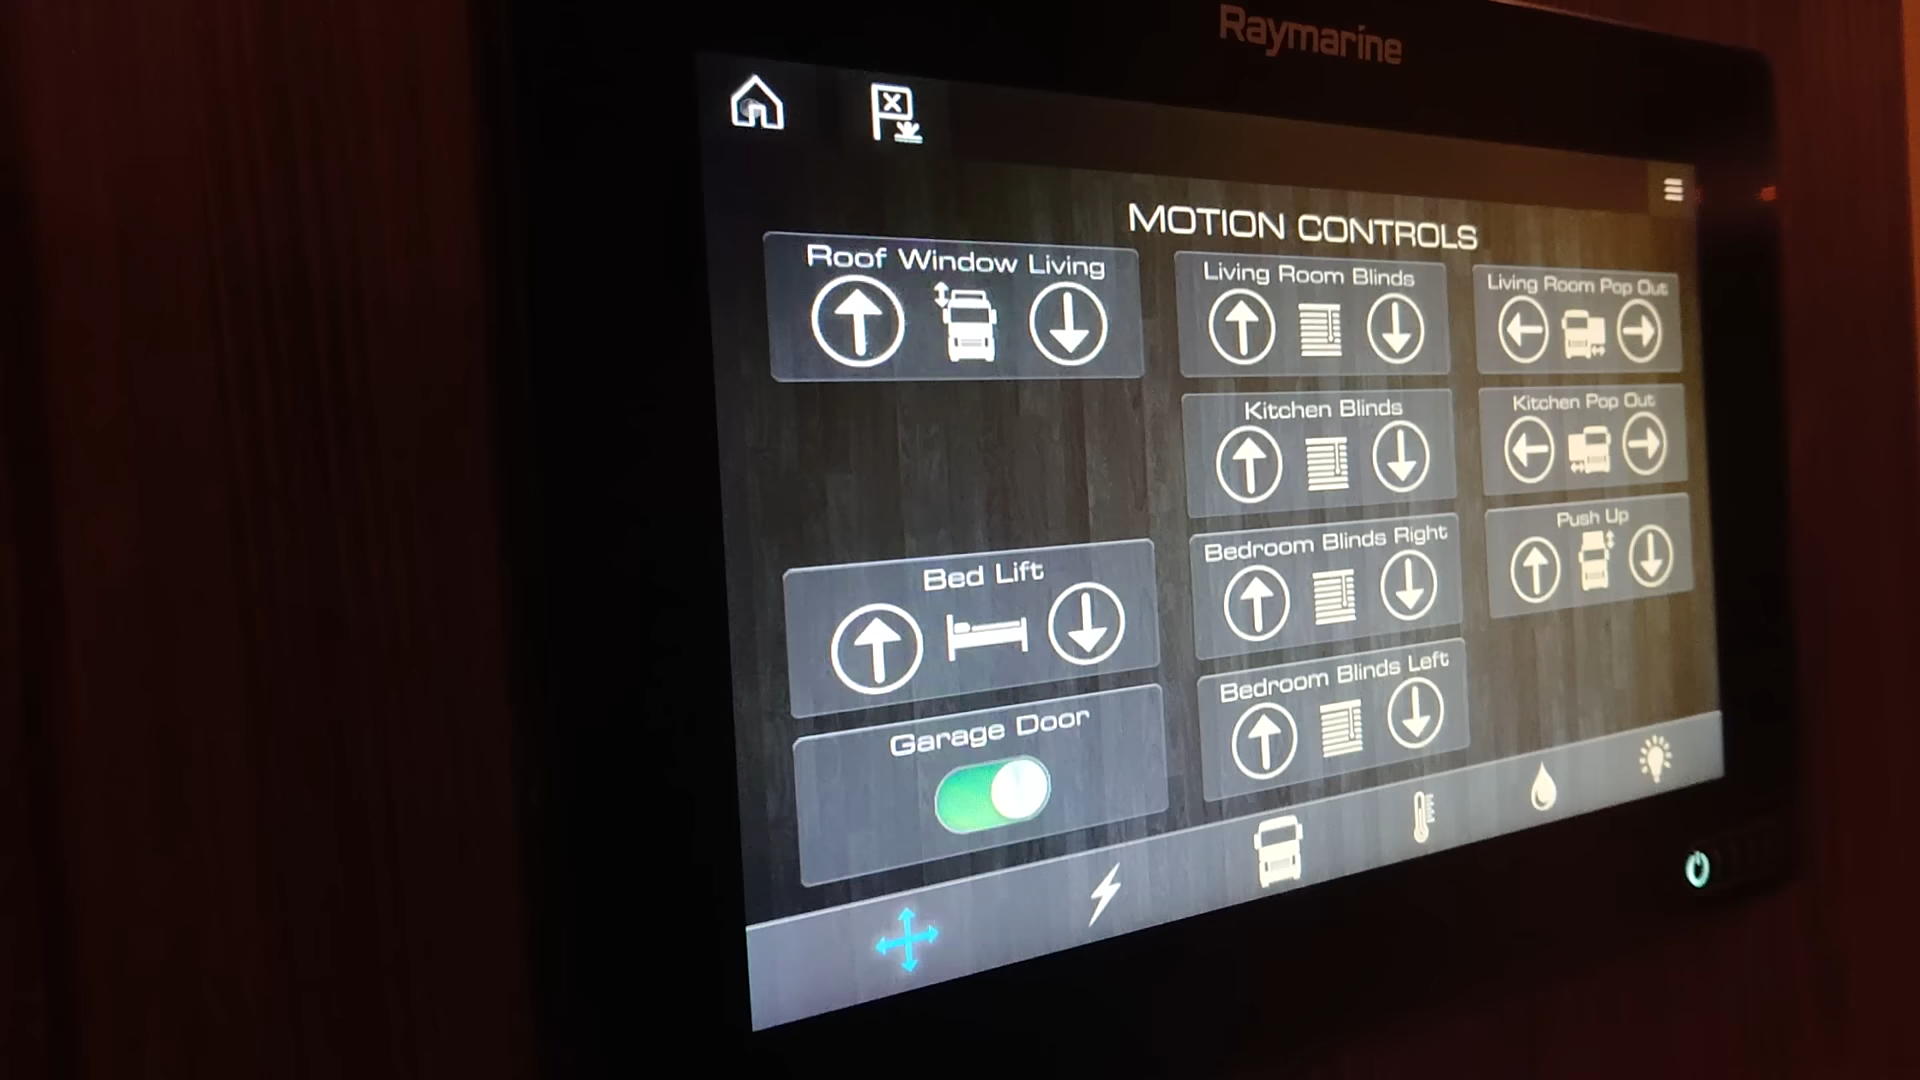 Raymarine
MOTION CONTROLS
Roof Window Living
Living Room Blinds
Living Room Pop Out
Kitchen Blinds
Kitchen Pop Out
Bedroom Blinds Right
Push Up
Bed Lift
Bedroom Blinds Left
Garage Door